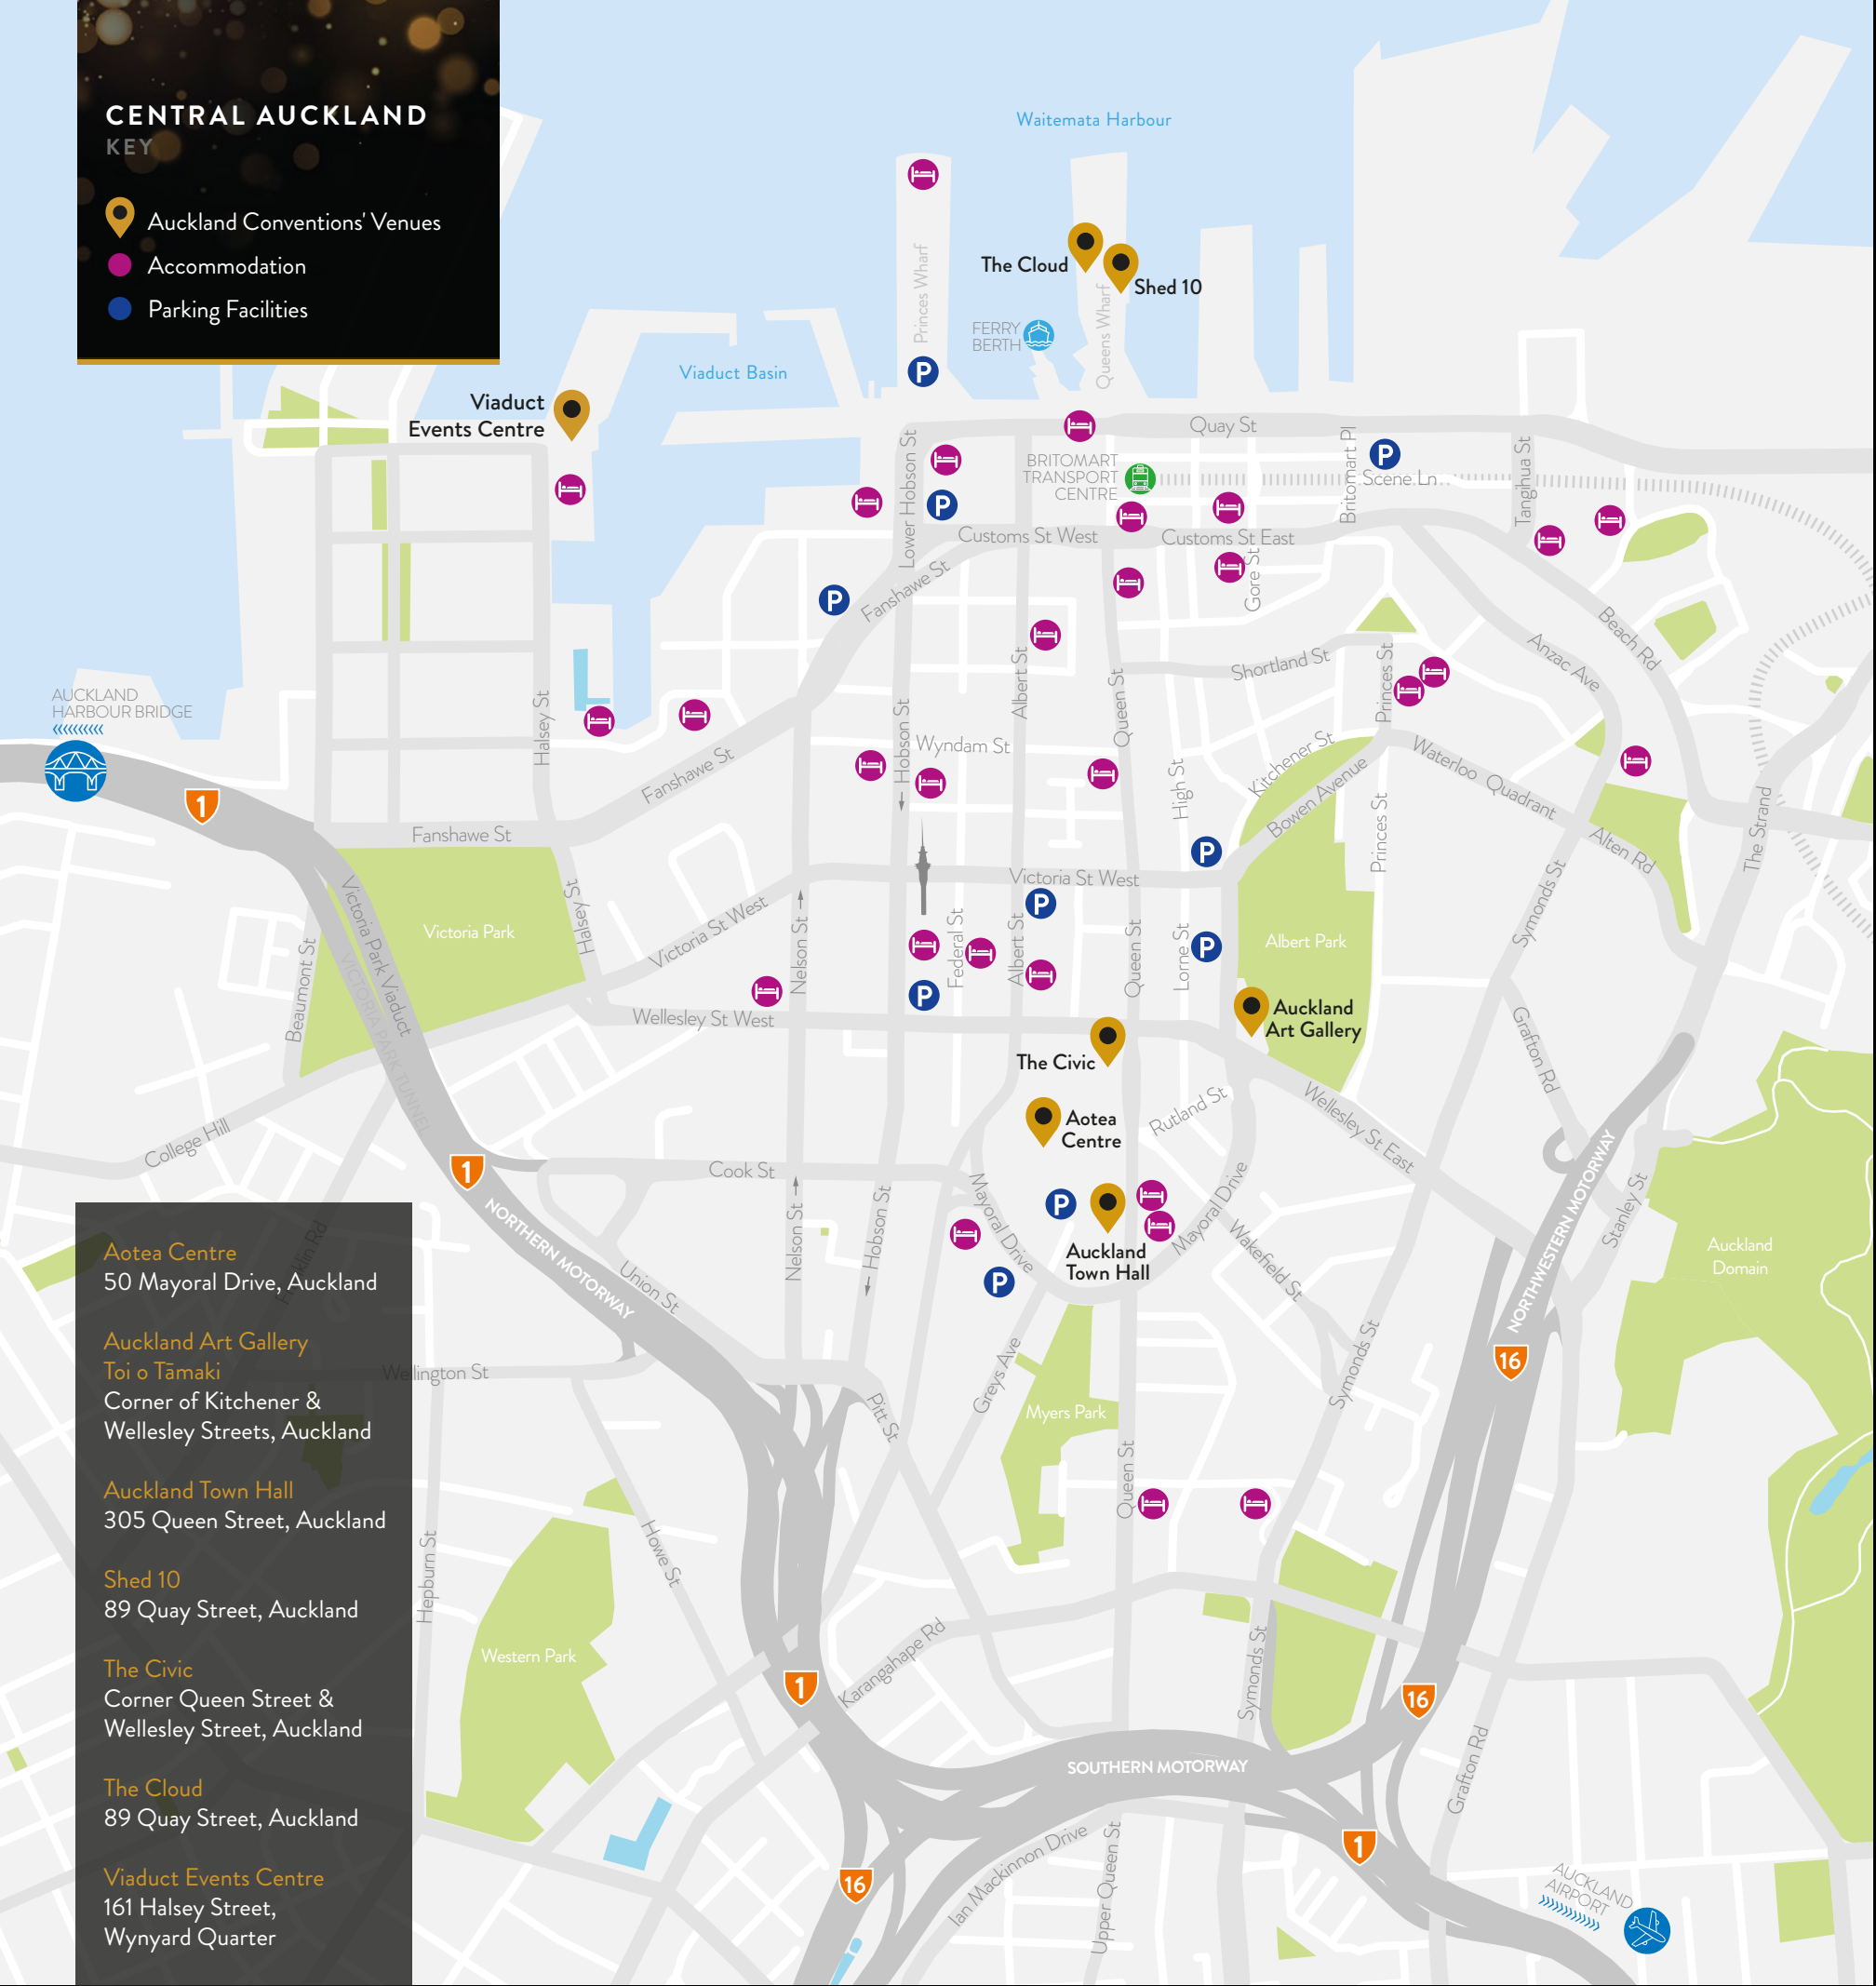 CENTRAL AUCKLAND
KEY
Auckland Conventions' Venues
Accommodation
Parking Facilities
Waitemata Harbour
Princes Wharf
The Cloud
Shed 10
Queens Wharf
FERRY
BERTH
Viaduct Basin
Viaduct
Events Centre
Quay St
BRITOMART
TRANSPORT
CENTRE
Britomart Pl
Scene Ln
Tangihua St
Lower Hobson St
Customs St West
Customs St East
Gore St
Fanshawe St
Beach Rd
Anzac Ave
Shortland St
Princes St
Albert St
Queen St
AUCKLAND
HARBOUR BRIDGE
Halsey St
Hobson St
Wyndam St
High St
Kitchener St
Bowen Avenue
Waterloo Quadrant
Fanshawe St
Princes St
Alten Rd
The Strand
1
Fanshawe St
Victoria St West
Victoria Park Viaduct
VICTORIA PARK TUNNEL
Victoria Park
Halsey St
Victoria St West
Nelson St
Federal St
Albert St
Queen St
Lorne St
Albert Park
Symonds St
Beaumont St
Wellesley St West
Auckland
Art Gallery
Grafton Rd
The Civic
Aotea
Centre
Rutland St
Wellesley St East
College Hill
1
Cook St
Mayoral Drive
Mayoral Drive
NORTHERN MOTORWAY
Union St
Nelson St
Hobson St
Auckland
Town Hall
Wakefield St
NORTHWESTERN MOTORWAY
Stanley St
Auckland
Domain
16
Wellington St
Pitt St
Greys Ave
Myers Park
Symonds St
Queen St
Howe St
Hepburn St
Western Park
Karangahape Rd
1
Symonds St
16
SOUTHERN MOTORWAY
Grafton Rd
1
16
Ian Mackinnon Drive
Upper Queen St
AUCKLAND
AIRPORT
P
P
P
P
P
P
P
P
P
P
P
Aotea Centre
50 Mayoral Drive, Auckland
Auckland Art Gallery
Toi o Tāmaki
Corner of Kitchener &
Wellesley Streets, Auckland
Auckland Town Hall
305 Queen Street, Auckland
Shed 10
89 Quay Street, Auckland
The Civic
Corner Queen Street &
Wellesley Street, Auckland
The Cloud
89 Quay Street, Auckland
Viaduct Events Centre
161 Halsey Street,
Wynyard Quarter